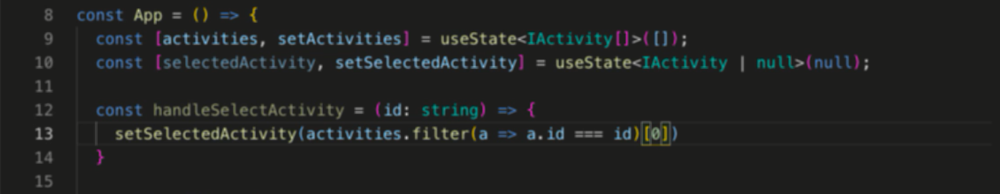 8 const App = () => {
9 const [activities, setActivities] = useState<IActivity[]>([]);
10 const [selectedActivity, setSelectedActivity] = useState<IActivity | null>(null);
11
12 const handleSelectActivity = (id: string) => {
13 setSelectedActivity(activities.filter(a => a.id === id)[0])
14 }
15